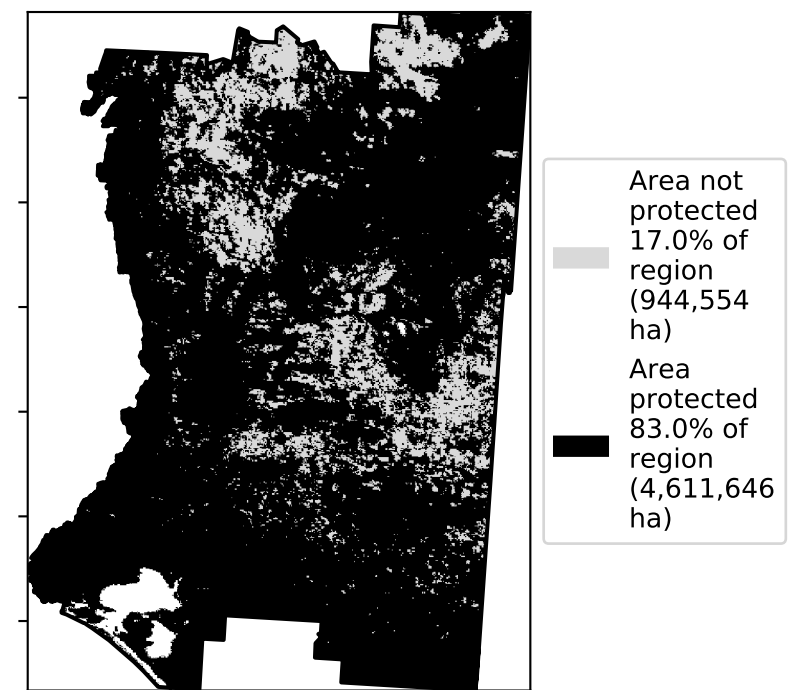 Area not
protected
17.0% of
region
(944,554
ha)
Area
protected
83.0% of
region
(4,611,646
ha)